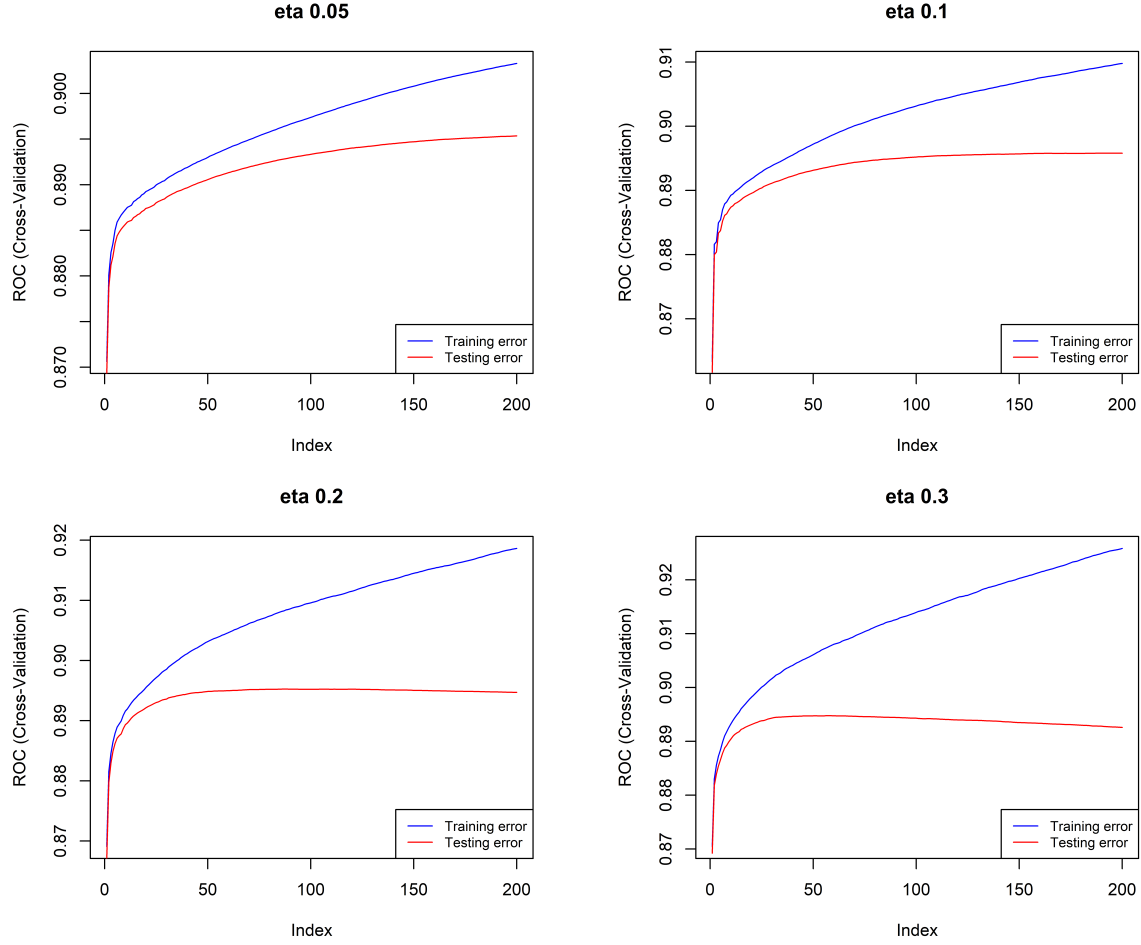 eta 0.05
ROC (Cross-Validation)
0.900
0.890
0.880
0.870
Training error
Testing error
0
50
100
150
200
Index
eta 0.1
ROC (Cross-Validation)
0.91
0.90
0.89
0.88
0.87
Training error
Testing error
0
50
100
150
200
Index
eta 0.2
ROC (Cross-Validation)
0.92
0.91
0.90
0.89
0.88
0.87
Training error
Testing error
0
50
100
150
200
Index
eta 0.3
ROC (Cross-Validation)
0.92
0.91
0.90
0.89
0.88
0.87
Training error
Testing error
0
50
100
150
200
Index